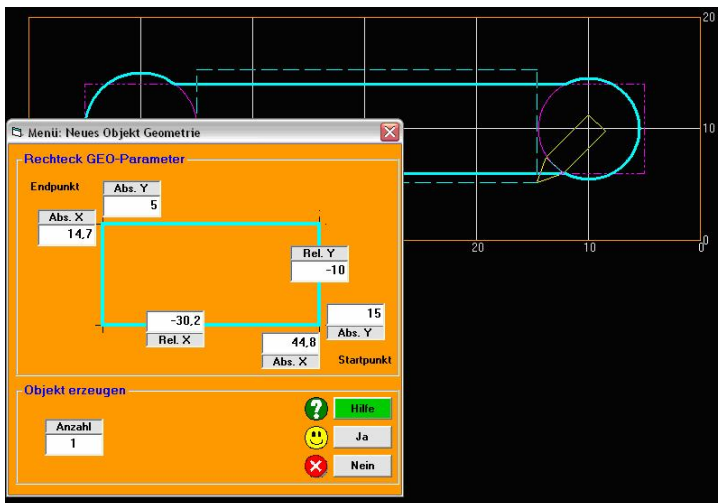 20
10
0
20
10
0
Menü: Neues Objekt Geometrie
Rechteck GEO-Parameter
Endpunkt
Abs. Y
5
Abs. X
14,7
Rel. Y
-10
-30,2
Rel. X
15
Abs. Y
44,8
Abs. X
Startpunkt
Objekt erzeugen
Anzahl
1
?
Hilfe
Ja
Nein